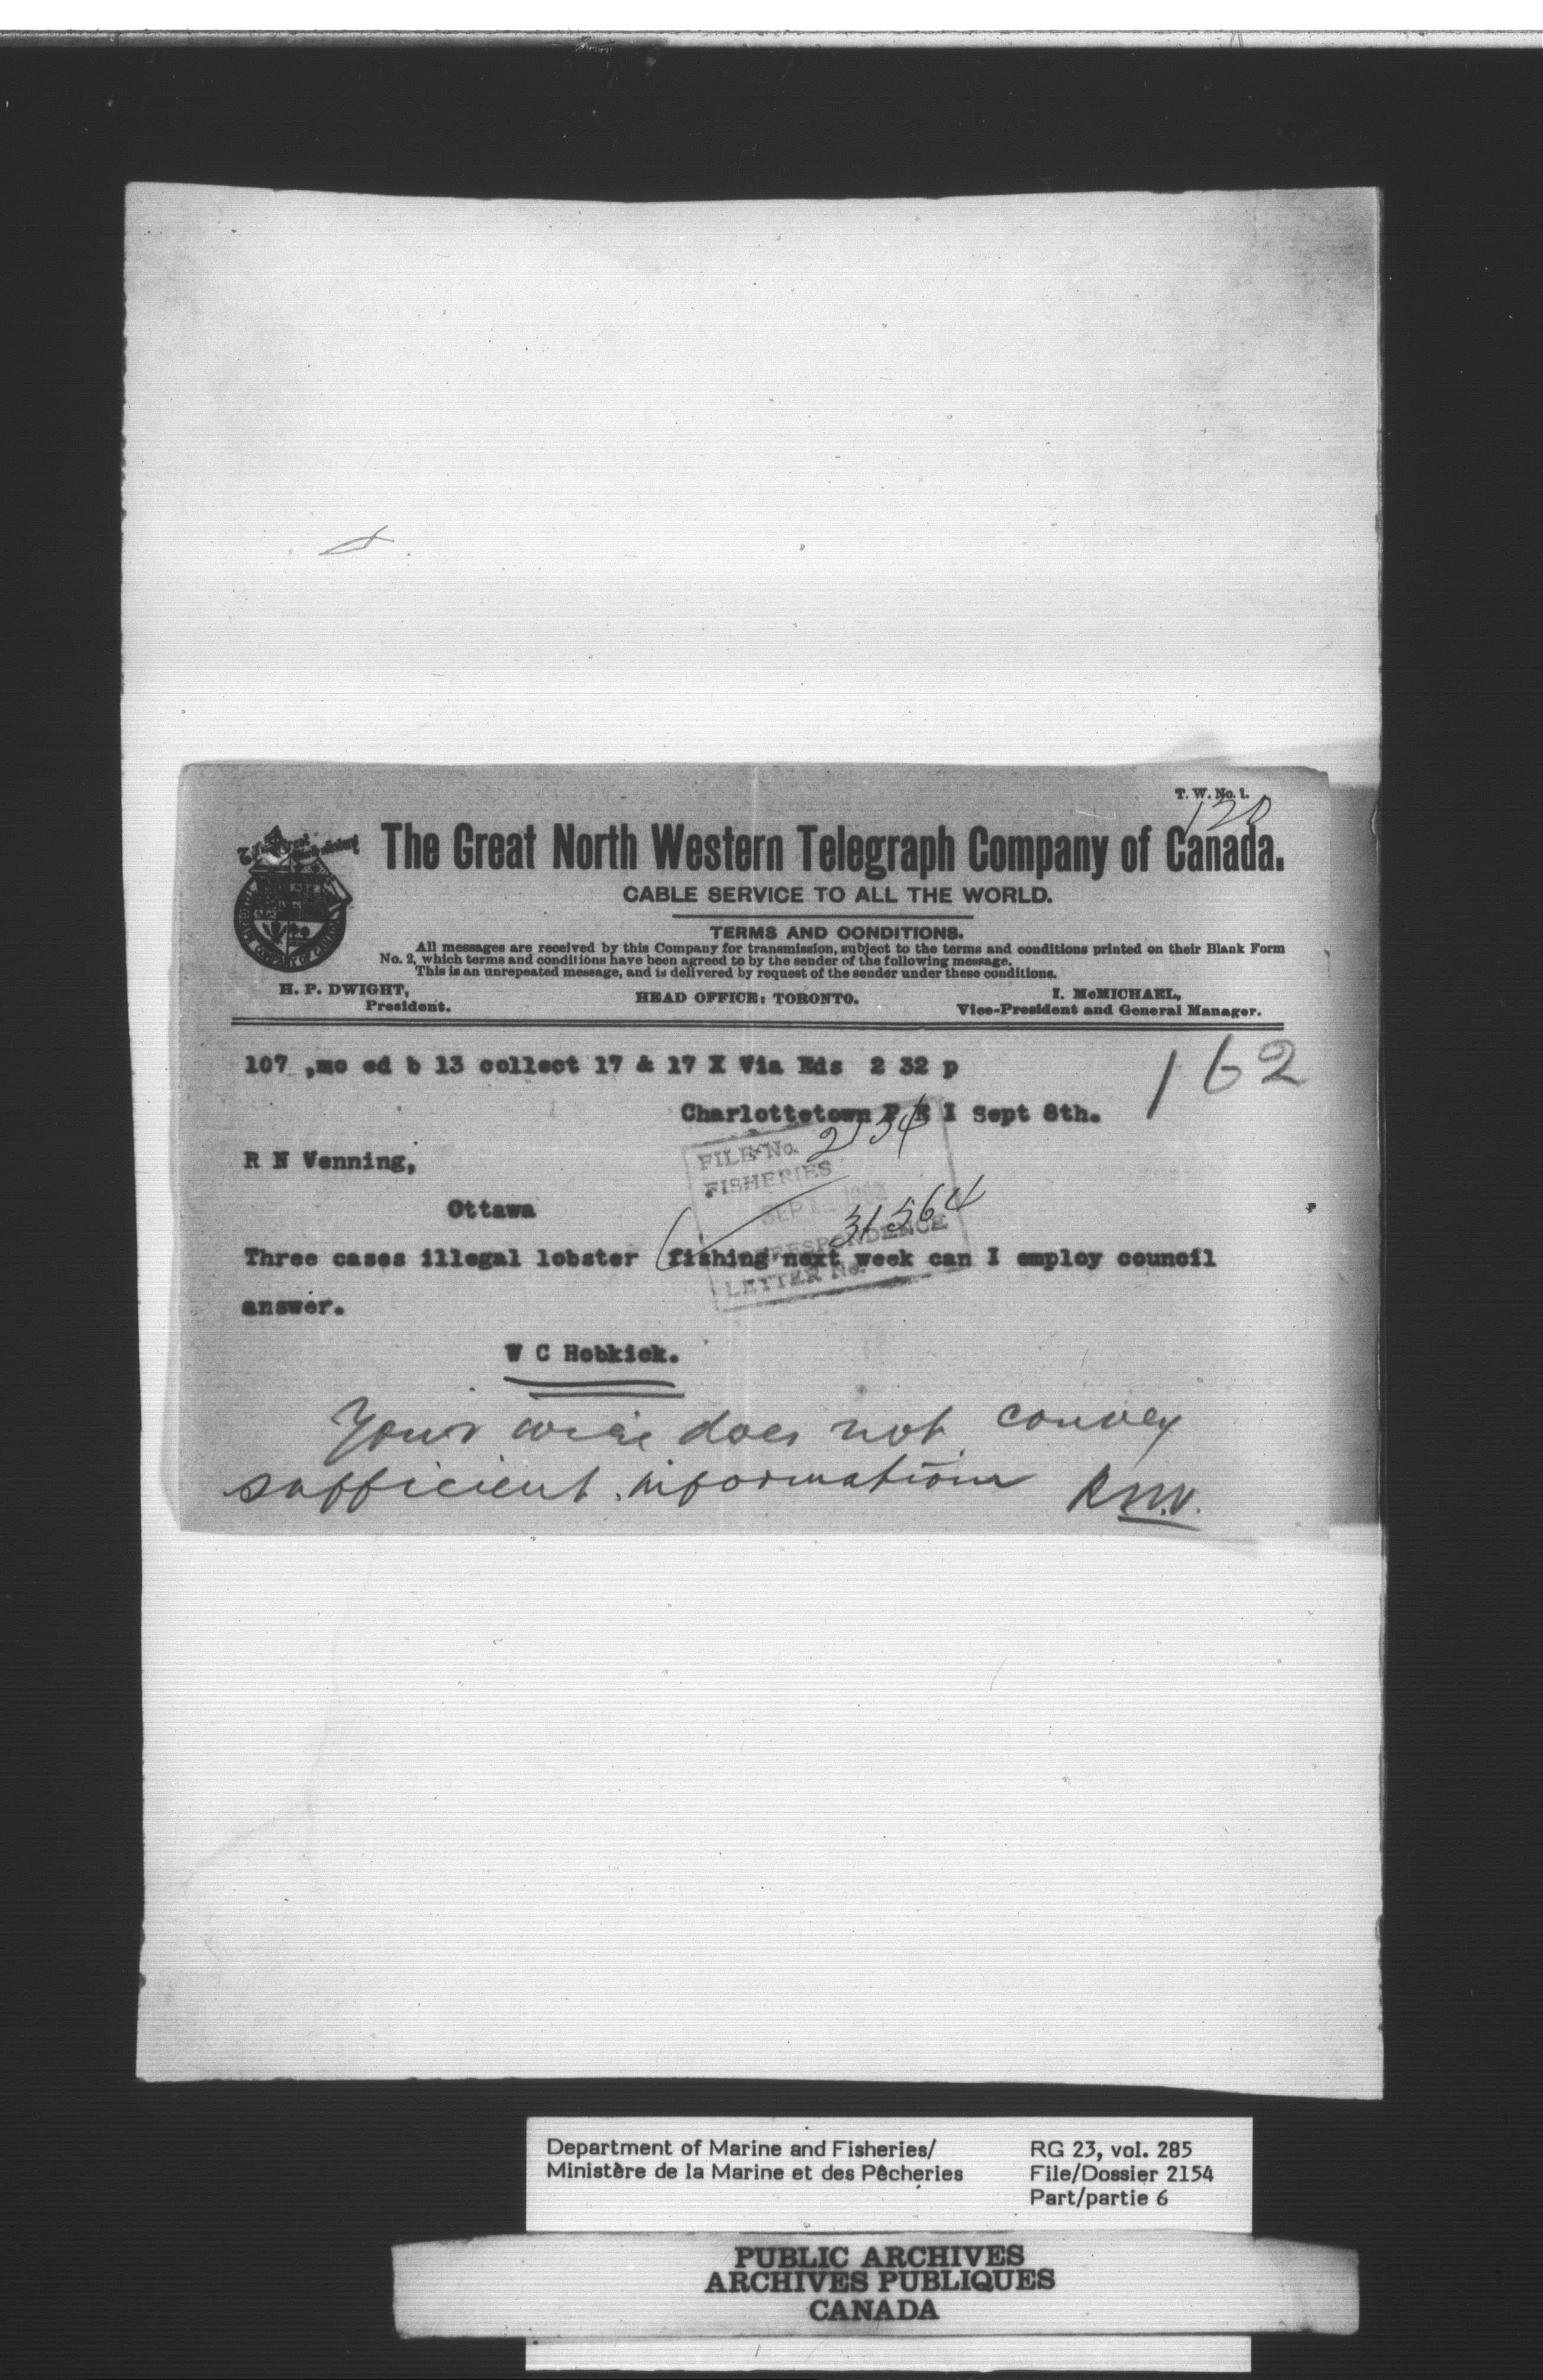 T. W. No. 1.
120
The Great North Western Telegraph Company of Canada.
CABLE SERVICE TO ALL THE WORLD.
TERMS AND CONDITIONS.
All messages are received by this Company for transmission, subject to the terms and conditions printed on their Blank Form
No. 2, which terms and conditions have been agreed to by the sender of the following message.
This is an unrepeated message, and is delivered by request of the sender under these conditions.
H. P. DWIGHT,
President.
HEAD OFFICE: TORONTO.
I. McMICHAEL,
Vice-President and General Manager.
107 ,mc ed b 13 collect 17 & 17 X Via Eds 2 32 p
162
Charlottetown P E I Sept 8th.
FILE No. 2154
R N Venning,
FISHERIES
Ottawa
SEPT
31564
CORRESPONDENCE
Three cases illegal lobster fishing next week can I employ council
LETTER No.
answer.
W C Hobkick.
Your wire does not convey
sufficient information RNV.
Department of Marine and Fisheries/
Ministère de la Marine et des Pêcheries
RG 23, vol. 285
File/Dossier 2154
Part/partie 6
PUBLIC ARCHIVES
ARCHIVES PUBLIQUES
CANADA